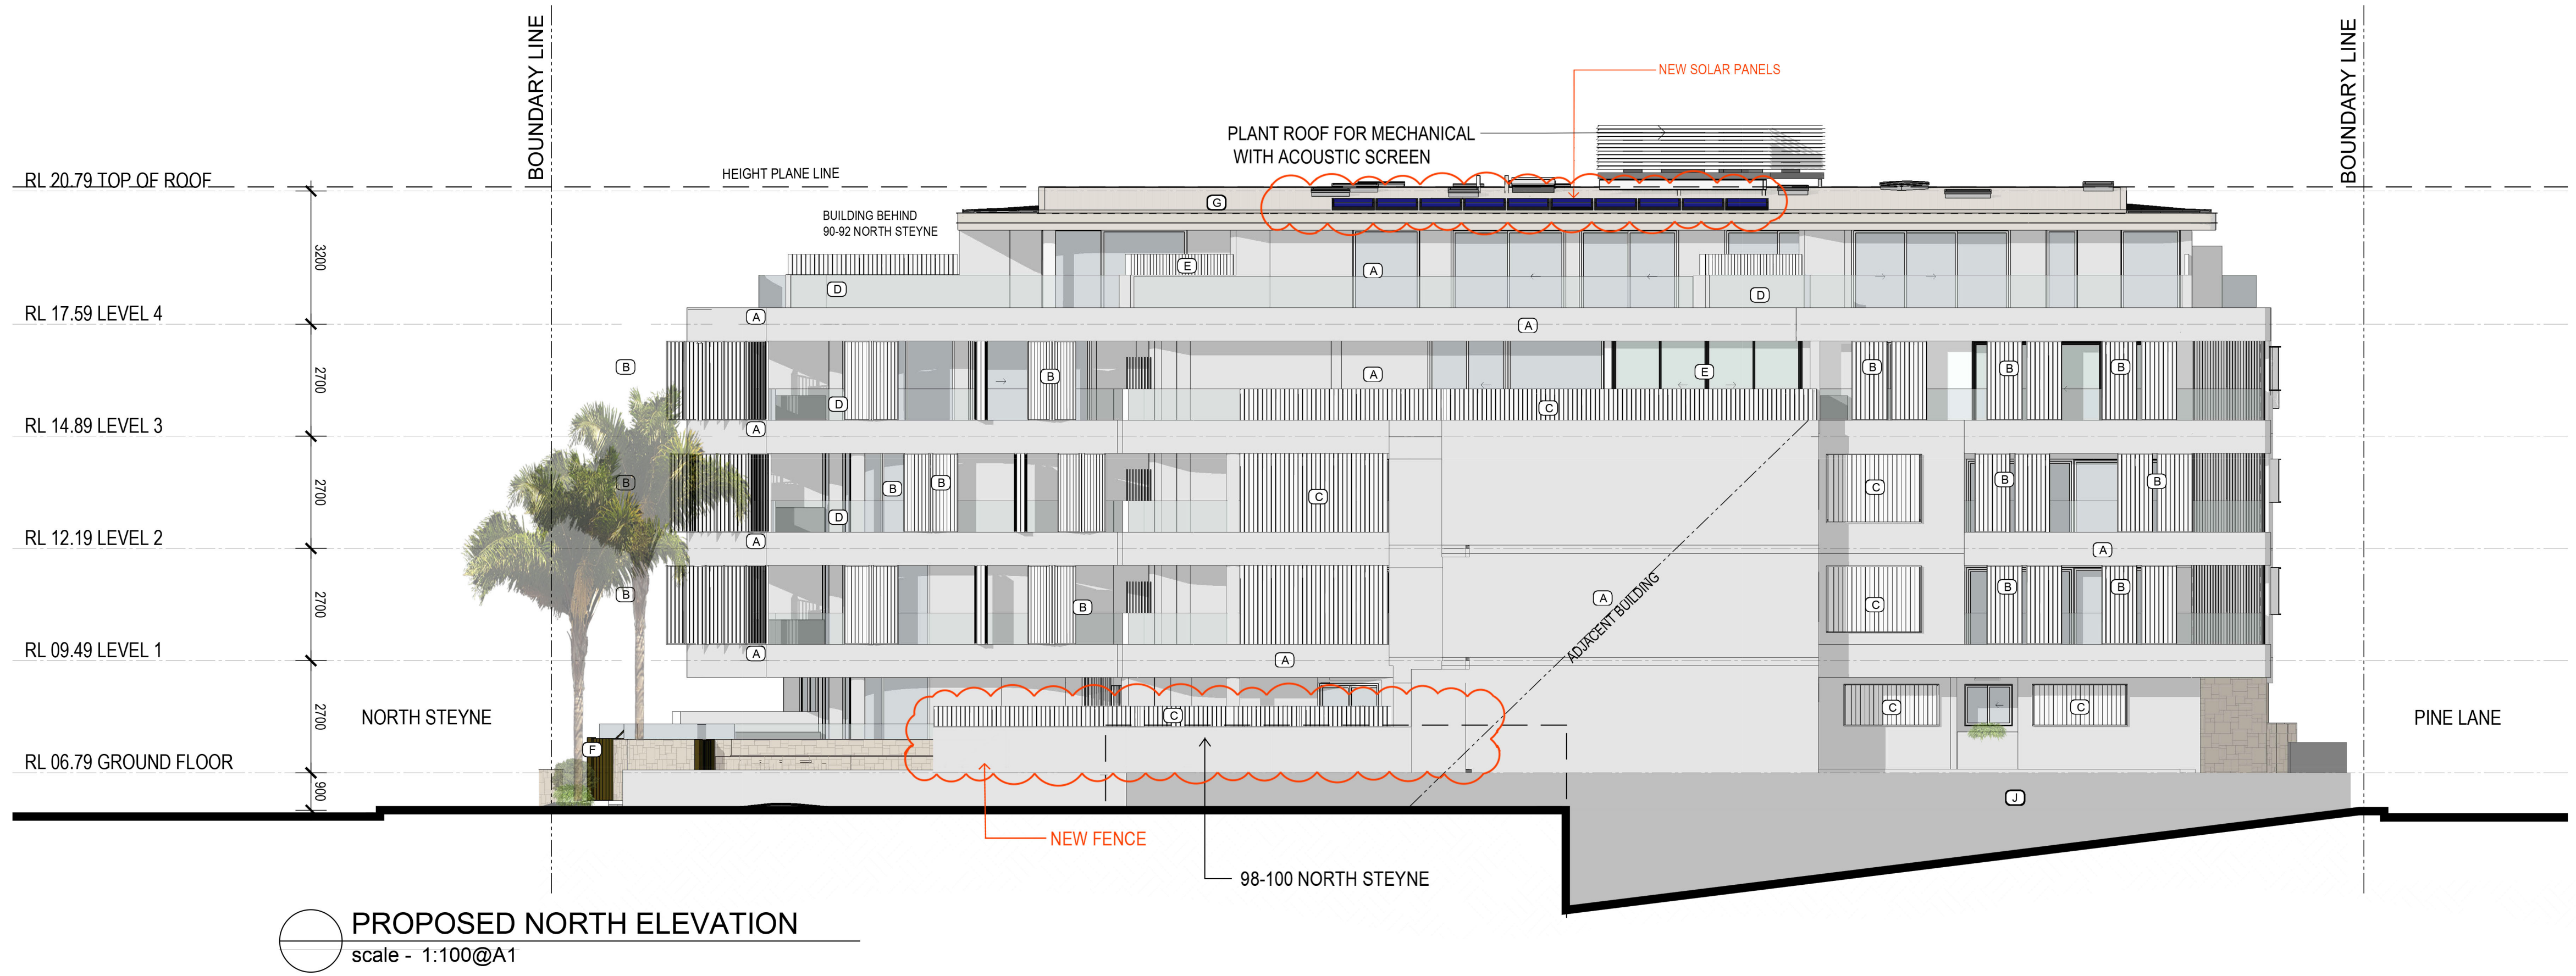 BOUNDARY LINE
BOUNDARY LINE
NEW SOLAR PANELS
PLANT ROOF FOR MECHANICAL
WITH ACOUSTIC SCREEN
HEIGHT PLANE LINE
RL 20.79 TOP OF ROOF
G
BUILDING BEHIND
90-92 NORTH STEYNE
3200
E
A
D
D
RL 17.59 LEVEL 4
A
A
2700
B
B
A
E
B
B
B
D
C
RL 14.89 LEVEL 3
A
2700
B
B
B
C
C
B
B
D
RL 12.19 LEVEL 2
A
A
2700
B
B
A
C
B
B
ADJACENT BUILDING
RL 09.49 LEVEL 1
A
A
2700
NORTH STEYNE
C
C
C
PINE LANE
F
RL 06.79 GROUND FLOOR
900
J
NEW FENCE
98-100 NORTH STEYNE
PROPOSED NORTH ELEVATION
scale - 1:100@A1